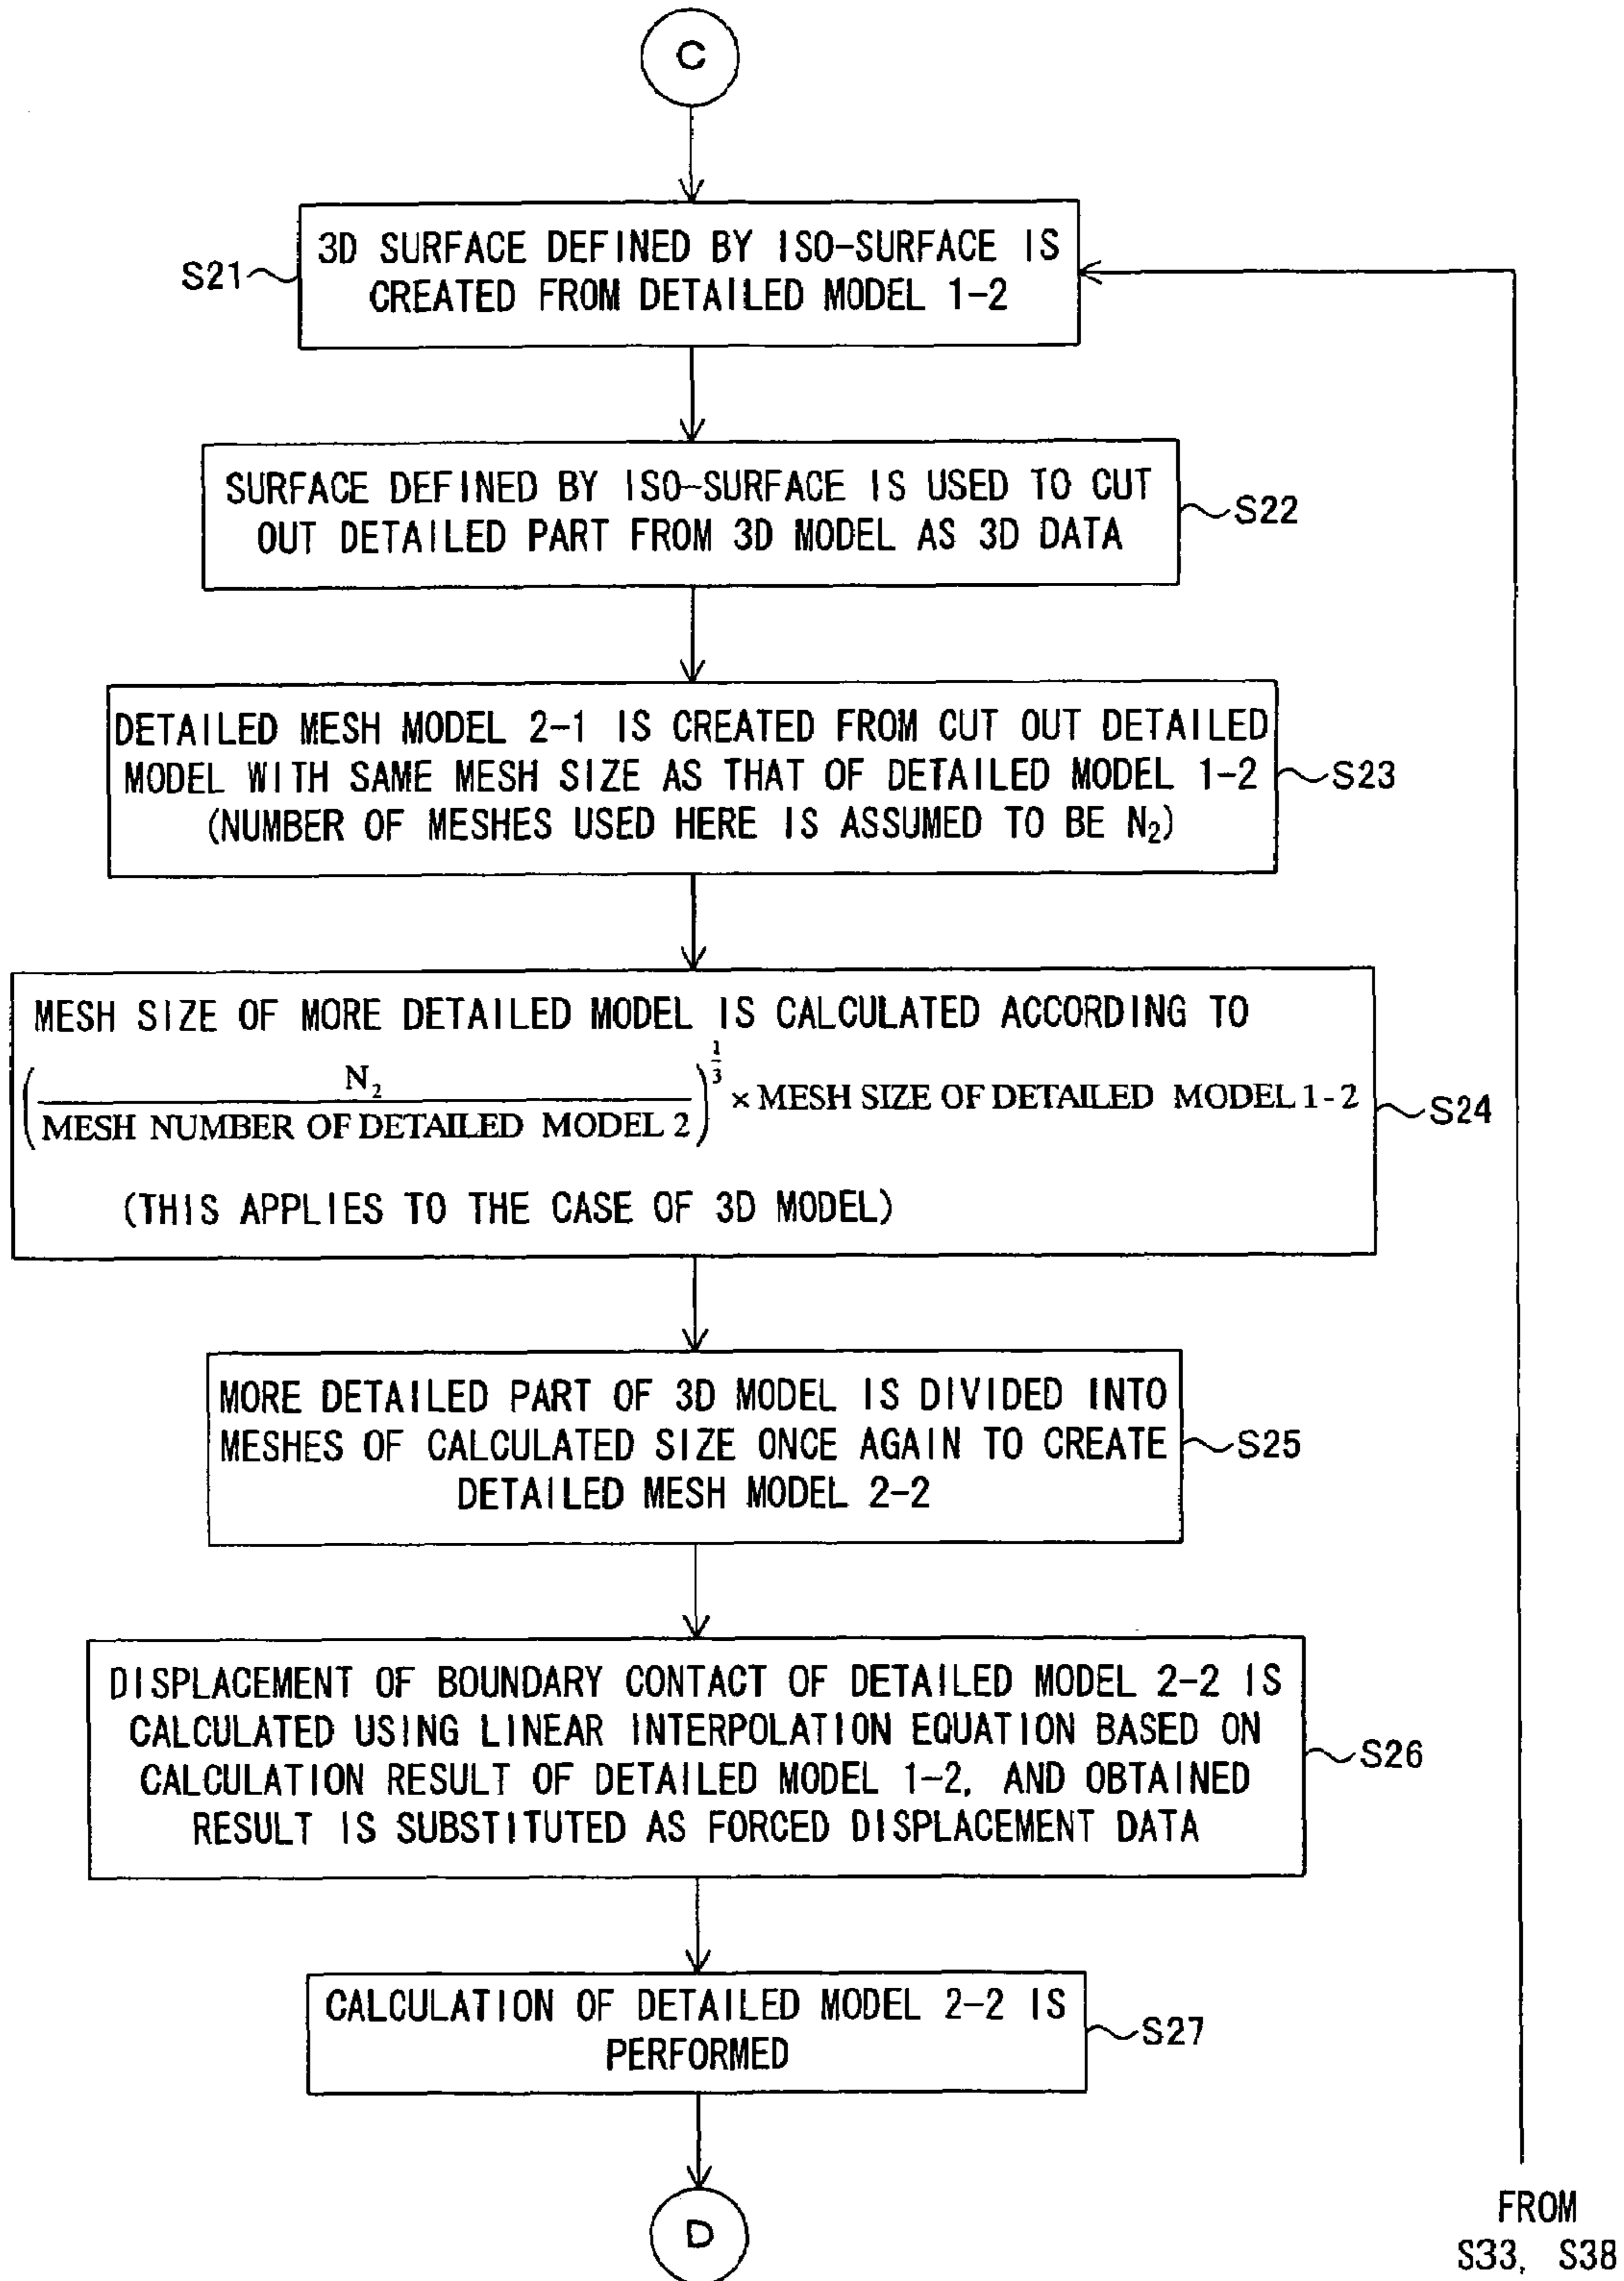 C
S21
3D SURFACE DEFINED BY ISO-SURFACE IS
CREATED FROM DETAILED MODEL 1-2
SURFACE DEFINED BY ISO-SURFACE IS USED TO CUT
OUT DETAILED PART FROM 3D MODEL AS 3D DATA
S22
DETAILED MESH MODEL 2-1 IS CREATED FROM CUT OUT DETAILED
MODEL WITH SAME MESH SIZE AS THAT OF DETAILED MODEL 1-2
(NUMBER OF MESHES USED HERE IS ASSUMED TO BE N₂)
S23
MESH SIZE OF MORE DETAILED MODEL IS CALCULATED ACCORDING TO
(N₂ / MESH NUMBER OF DETAILED MODEL 2)^(1/3) × MESH SIZE OF DETAILED MODEL 1-2
(THIS APPLIES TO THE CASE OF 3D MODEL)
S24
MORE DETAILED PART OF 3D MODEL IS DIVIDED INTO
MESHES OF CALCULATED SIZE ONCE AGAIN TO CREATE
DETAILED MESH MODEL 2-2
S25
DISPLACEMENT OF BOUNDARY CONTACT OF DETAILED MODEL 2-2 IS
CALCULATED USING LINEAR INTERPOLATION EQUATION BASED ON
CALCULATION RESULT OF DETAILED MODEL 1-2, AND OBTAINED
RESULT IS SUBSTITUTED AS FORCED DISPLACEMENT DATA
S26
CALCULATION OF DETAILED MODEL 2-2 IS
PERFORMED
S27
D
FROM
S33, S38